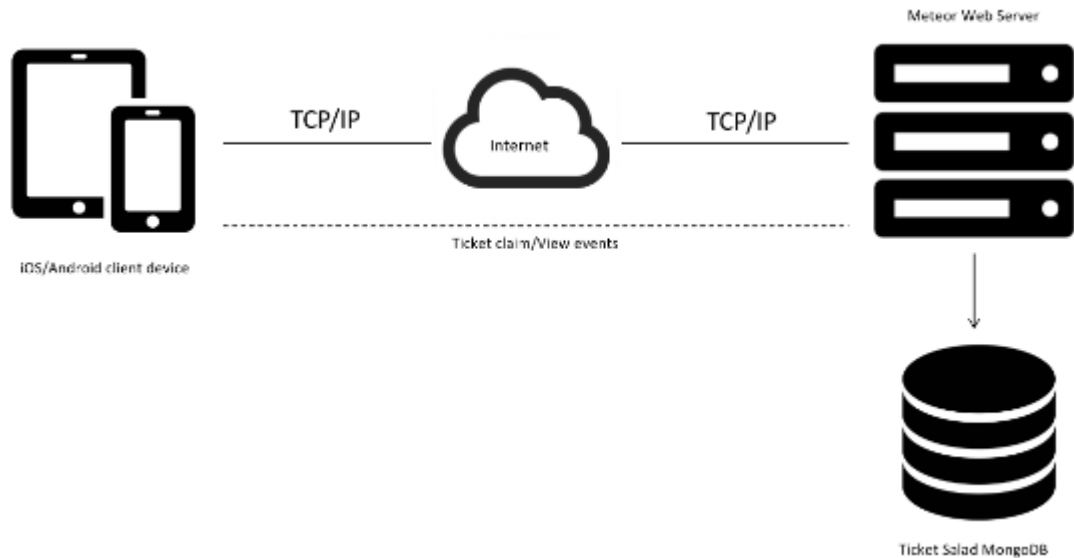 Meteor Web Server
TCP/IP
TCP/IP
Internet
Ticket claim/View events
iOS/Android client device
Ticket Salad MongoDB